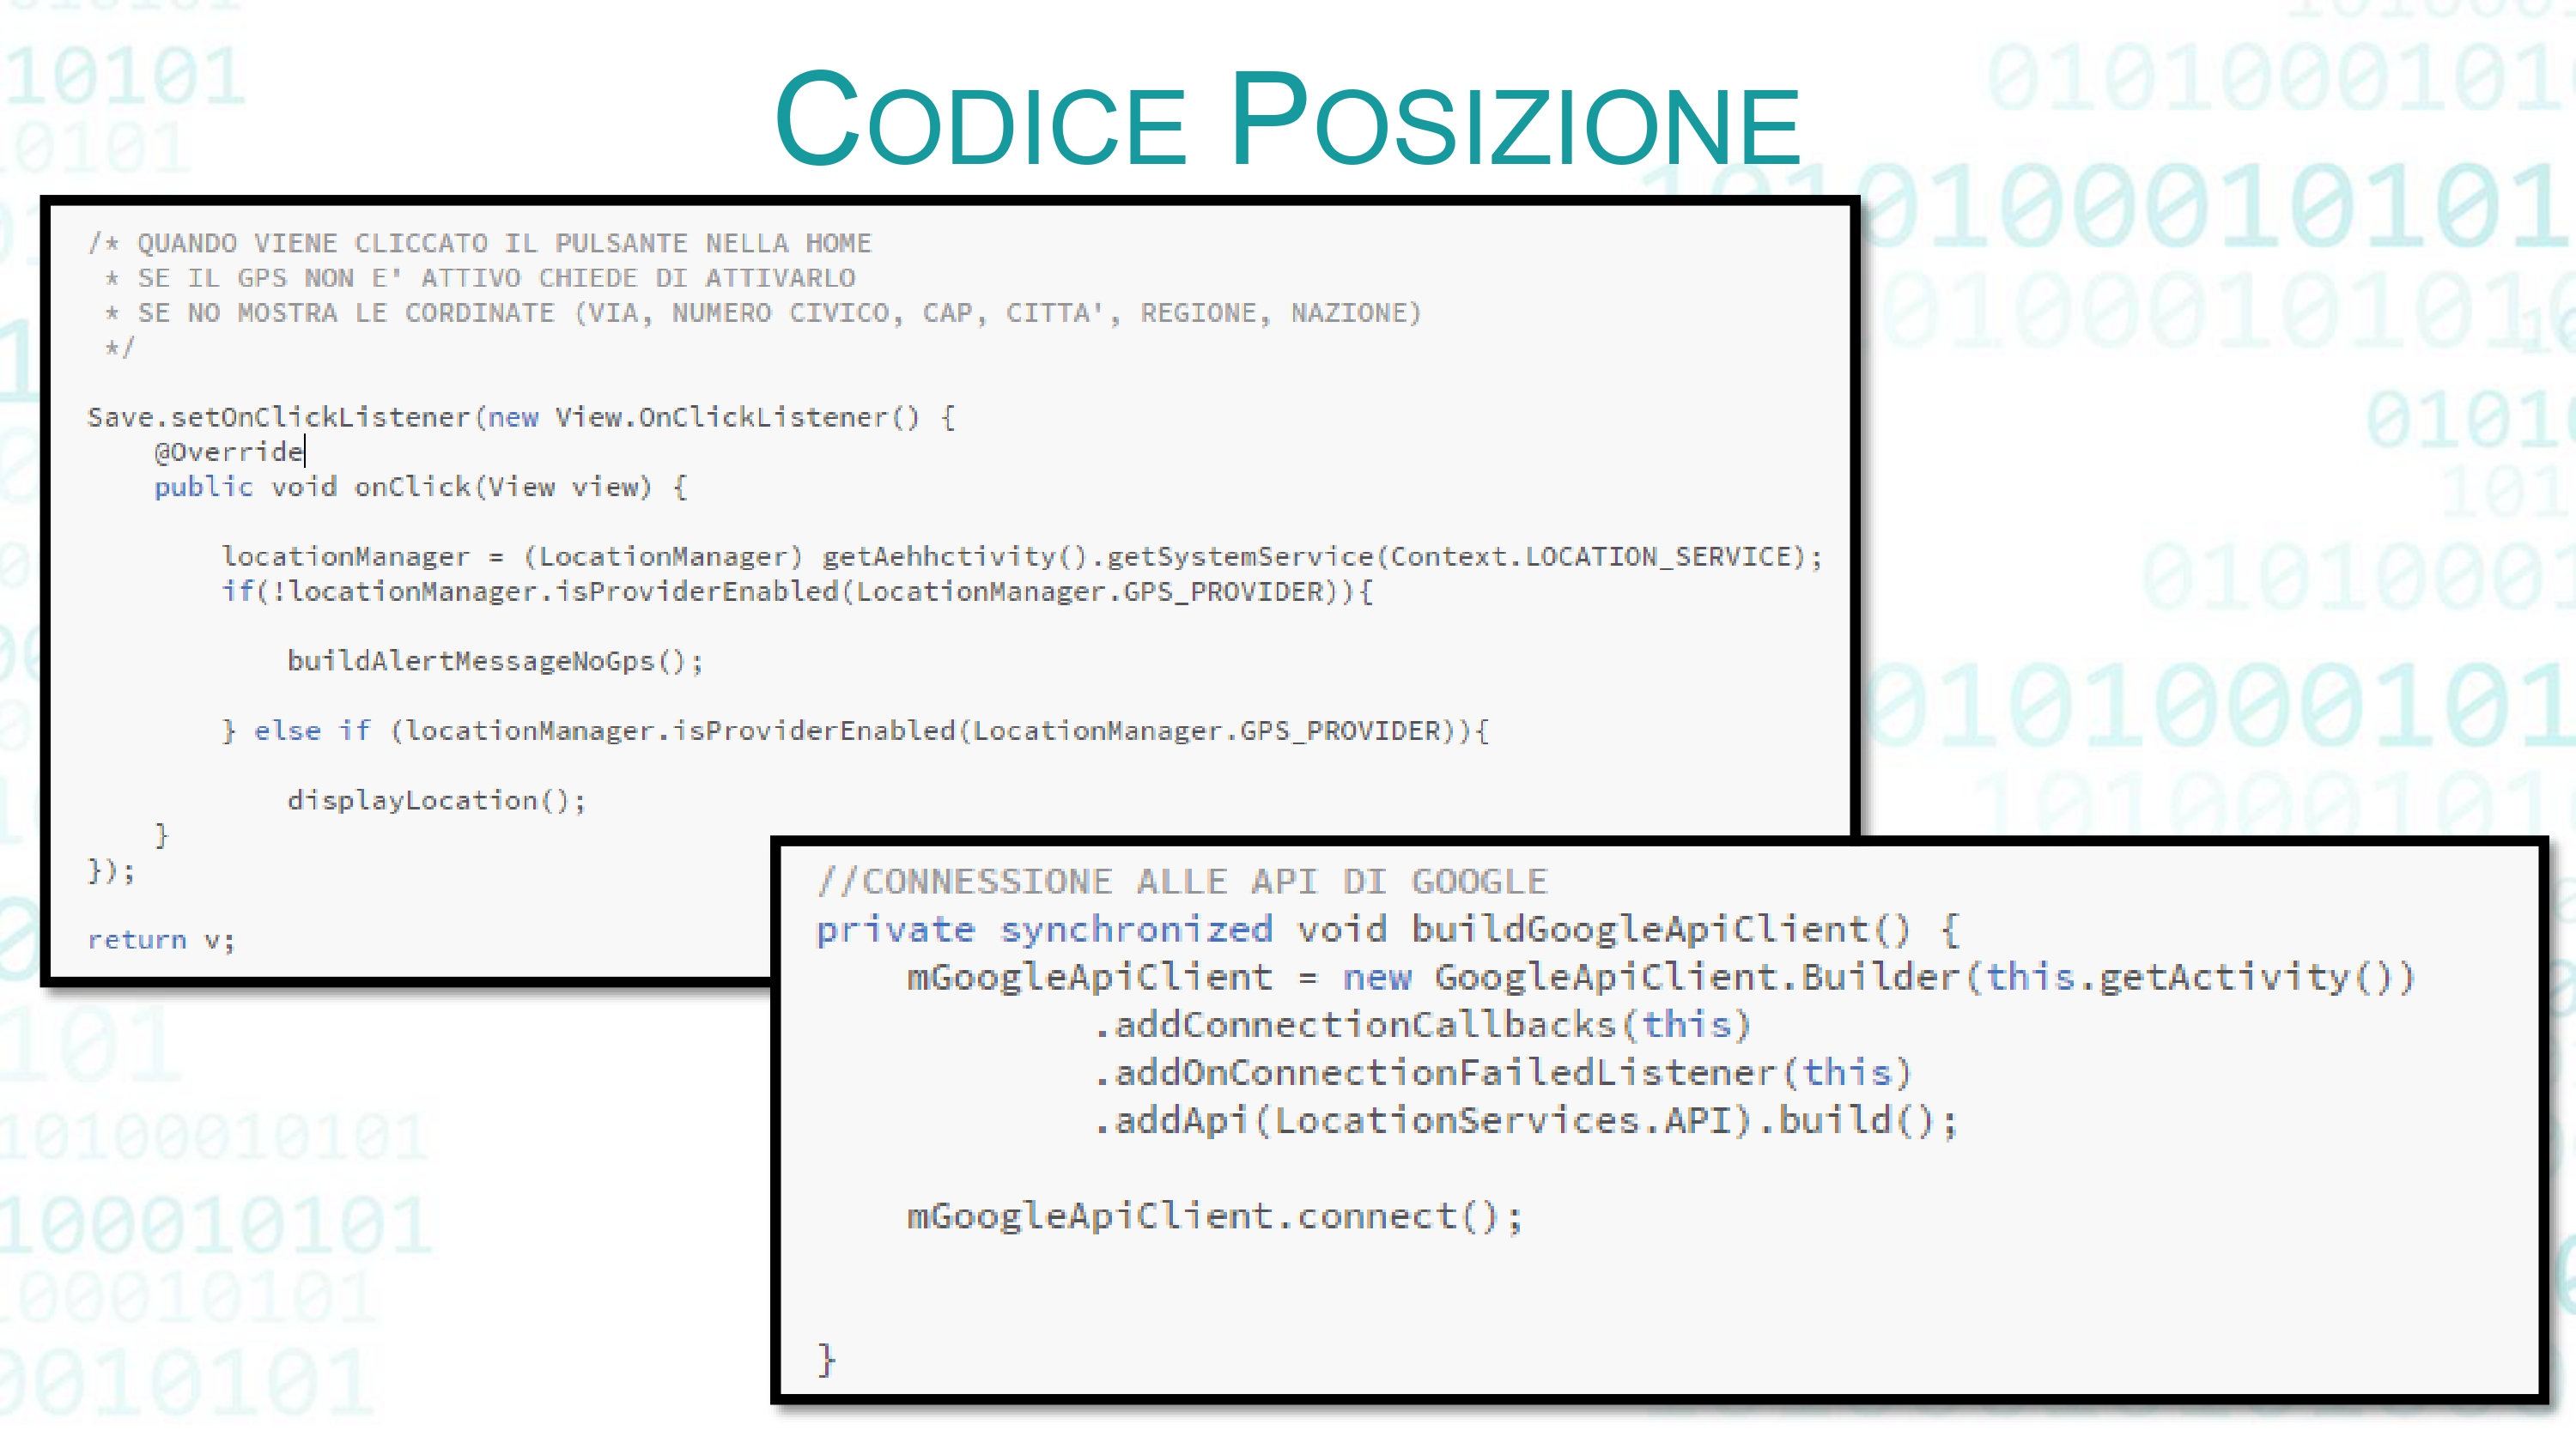 CODICE POSIZIONE
/* QUANDO VIENE CLICCATO IL PULSANTE NELLA HOME
* SE IL GPS NON E' ATTIVO CHIEDE DI ATTIVARLO
* SE NO MOSTRA LE CORDINATE (VIA, NUMERO CIVICO, CAP, CITTA', REGIONE, NAZIONE)
*/
Save.setOnClickListener(new View.OnClickListener() {
@Override
public void onClick(View view) {
locationManager = (LocationManager) getAehhctivity().getSystemService(Context.LOCATION_SERVICE);
if(!locationManager.isProviderEnabled(LocationManager.GPS_PROVIDER)){
buildAlertMessageNoGps();
} else if (locationManager.isProviderEnabled(LocationManager.GPS_PROVIDER)){
displayLocation();
}
});
return v;
//CONNESSIONE ALLE API DI GOOGLE
private synchronized void buildGoogleApiClient() {
mGoogleApiClient = new GoogleApiClient.Builder(this.getActivity())
.addConnectionCallbacks(this)
.addOnConnectionFailedListener(this)
.addApi(LocationServices.API).build();
mGoogleApiClient.connect();
}